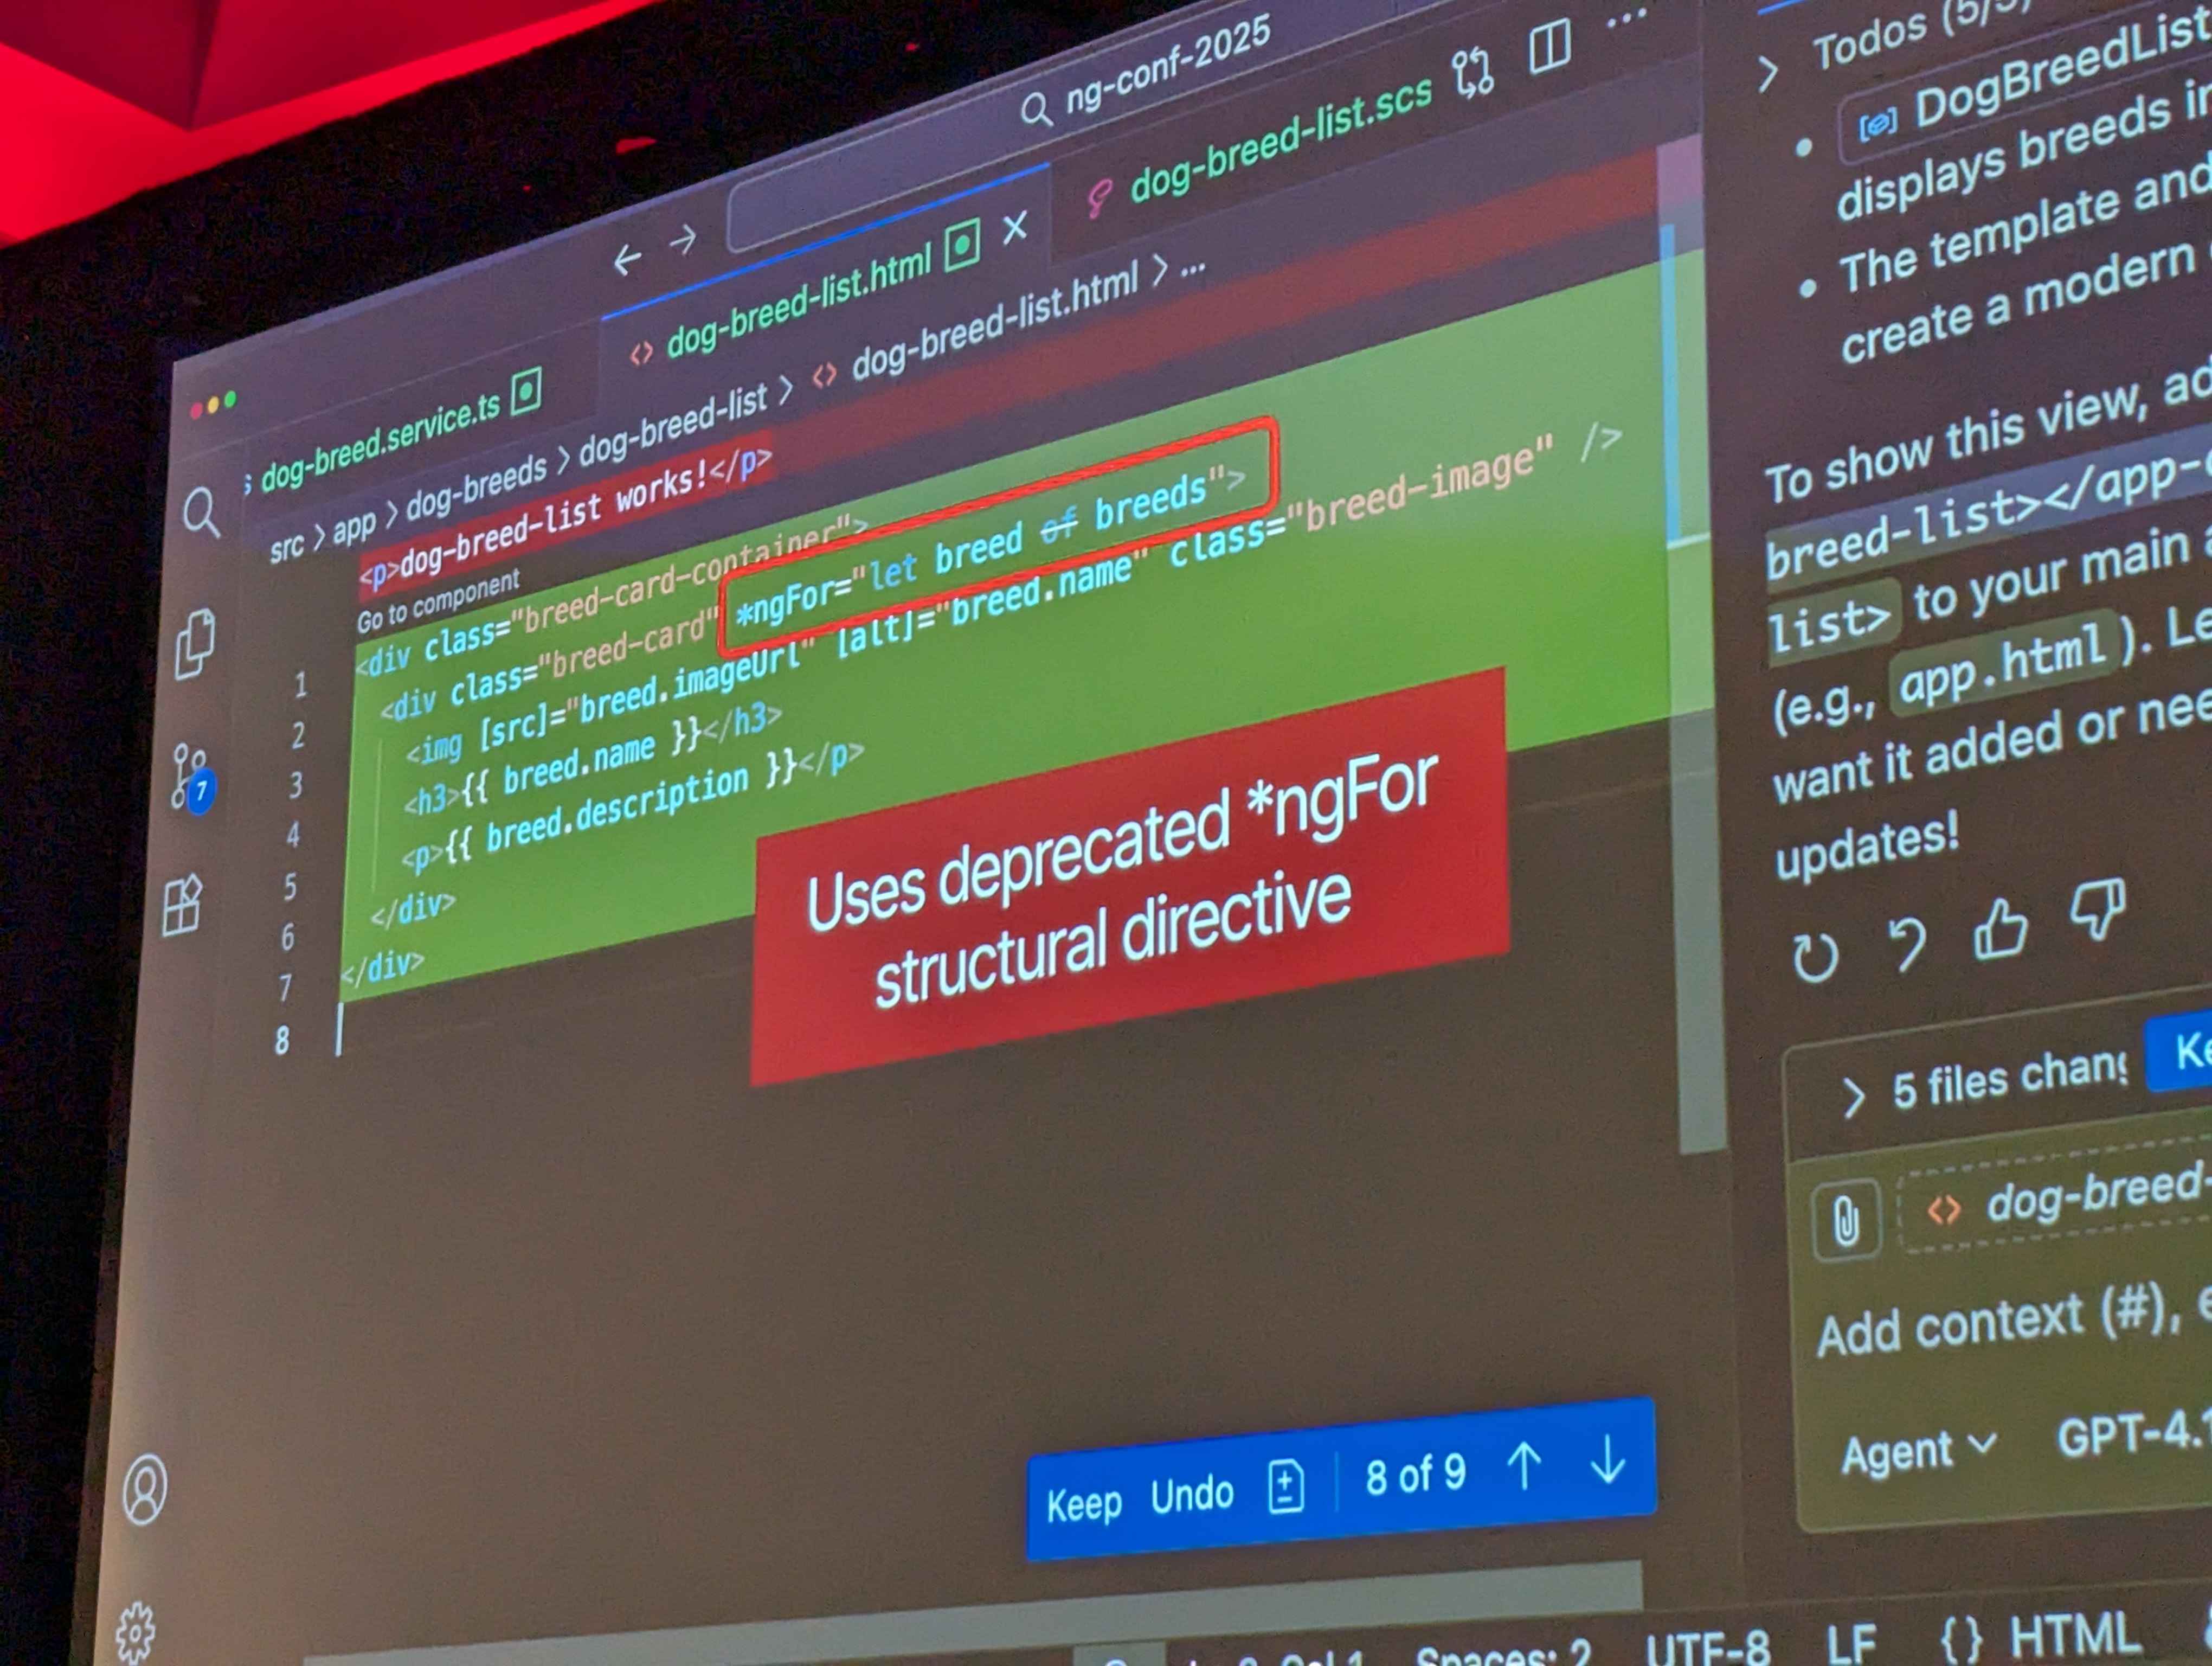 ng-conf-2025
dog-breed.service.ts
dog-breed-list.html
dog-breed-list.scs
src > app > dog-breeds > dog-breed-list > <> dog-breed-list.html > ...
<p>dog-breed-list works!</p>
Go to component
1 <div class="breed-card-container">
2 <div class="breed-card" *ngFor="let breed of breeds">
3 <img [src]="breed.imageUrl" [alt]="breed.name" class="breed-image" />
4 <h3>{{ breed.name }}</h3>
5 <p>{{ breed.description }}</p>
6 </div>
7 </div>
8
Uses deprecated *ngFor
structural directive
7
Keep Undo 8 of 9
Spaces: 2 UTF-8 LF {} HTML
Todos (5/5)
• DogBreedList
displays breeds in
• The template and
create a modern
To show this view, ad
breed-list></app-
list> to your main
(e.g., app.html). Le
want it added or nee
updates!
> 5 files chang Ke
<> dog-breed-
Add context (#), e
Agent GPT-4.1